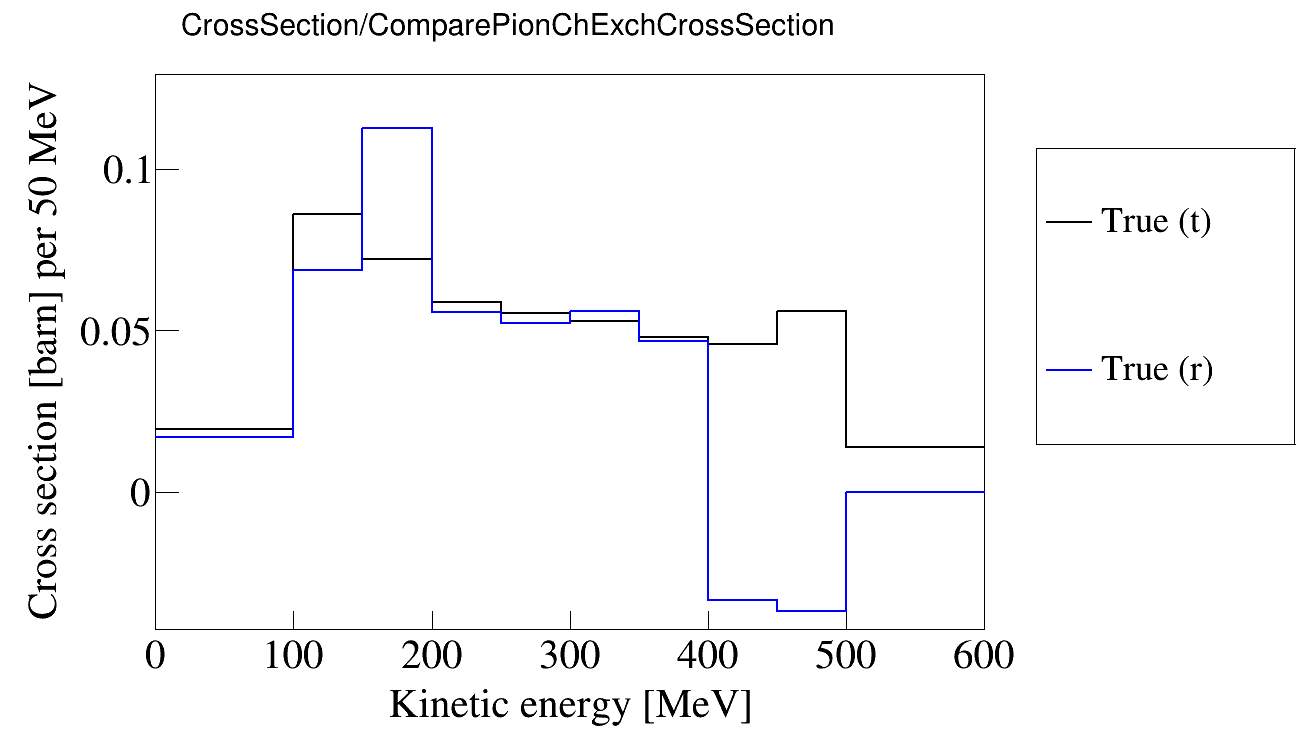 CrossSection/ComparePionChExchCrossSection
Cross section [barn] per 50 MeV
0.1
0.05
0
0 100 200 300 400 500 600
Kinetic energy [MeV]
True (t)
True (r)